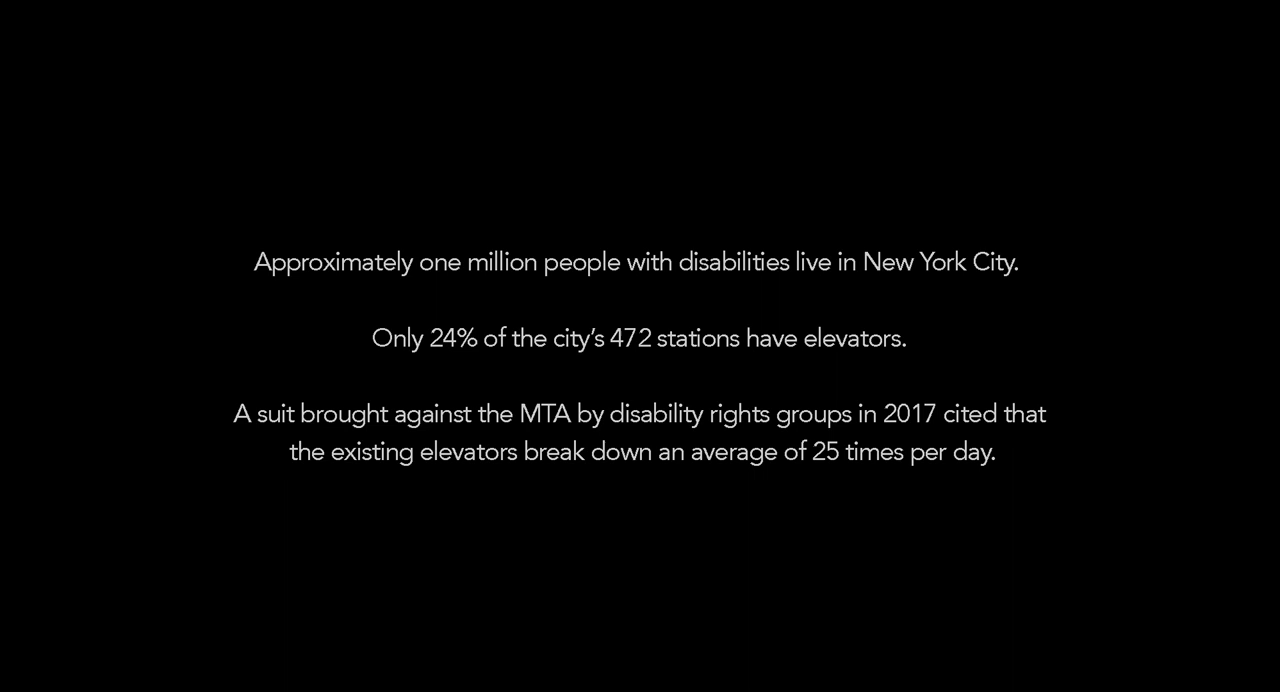 Approximately one million people with disabilities live in New York City.
Only 24% of the city’s 472 stations have elevators.
A suit brought against the MTA by disability rights groups in 2017 cited that
the existing elevators break down an average of 25 times per day.